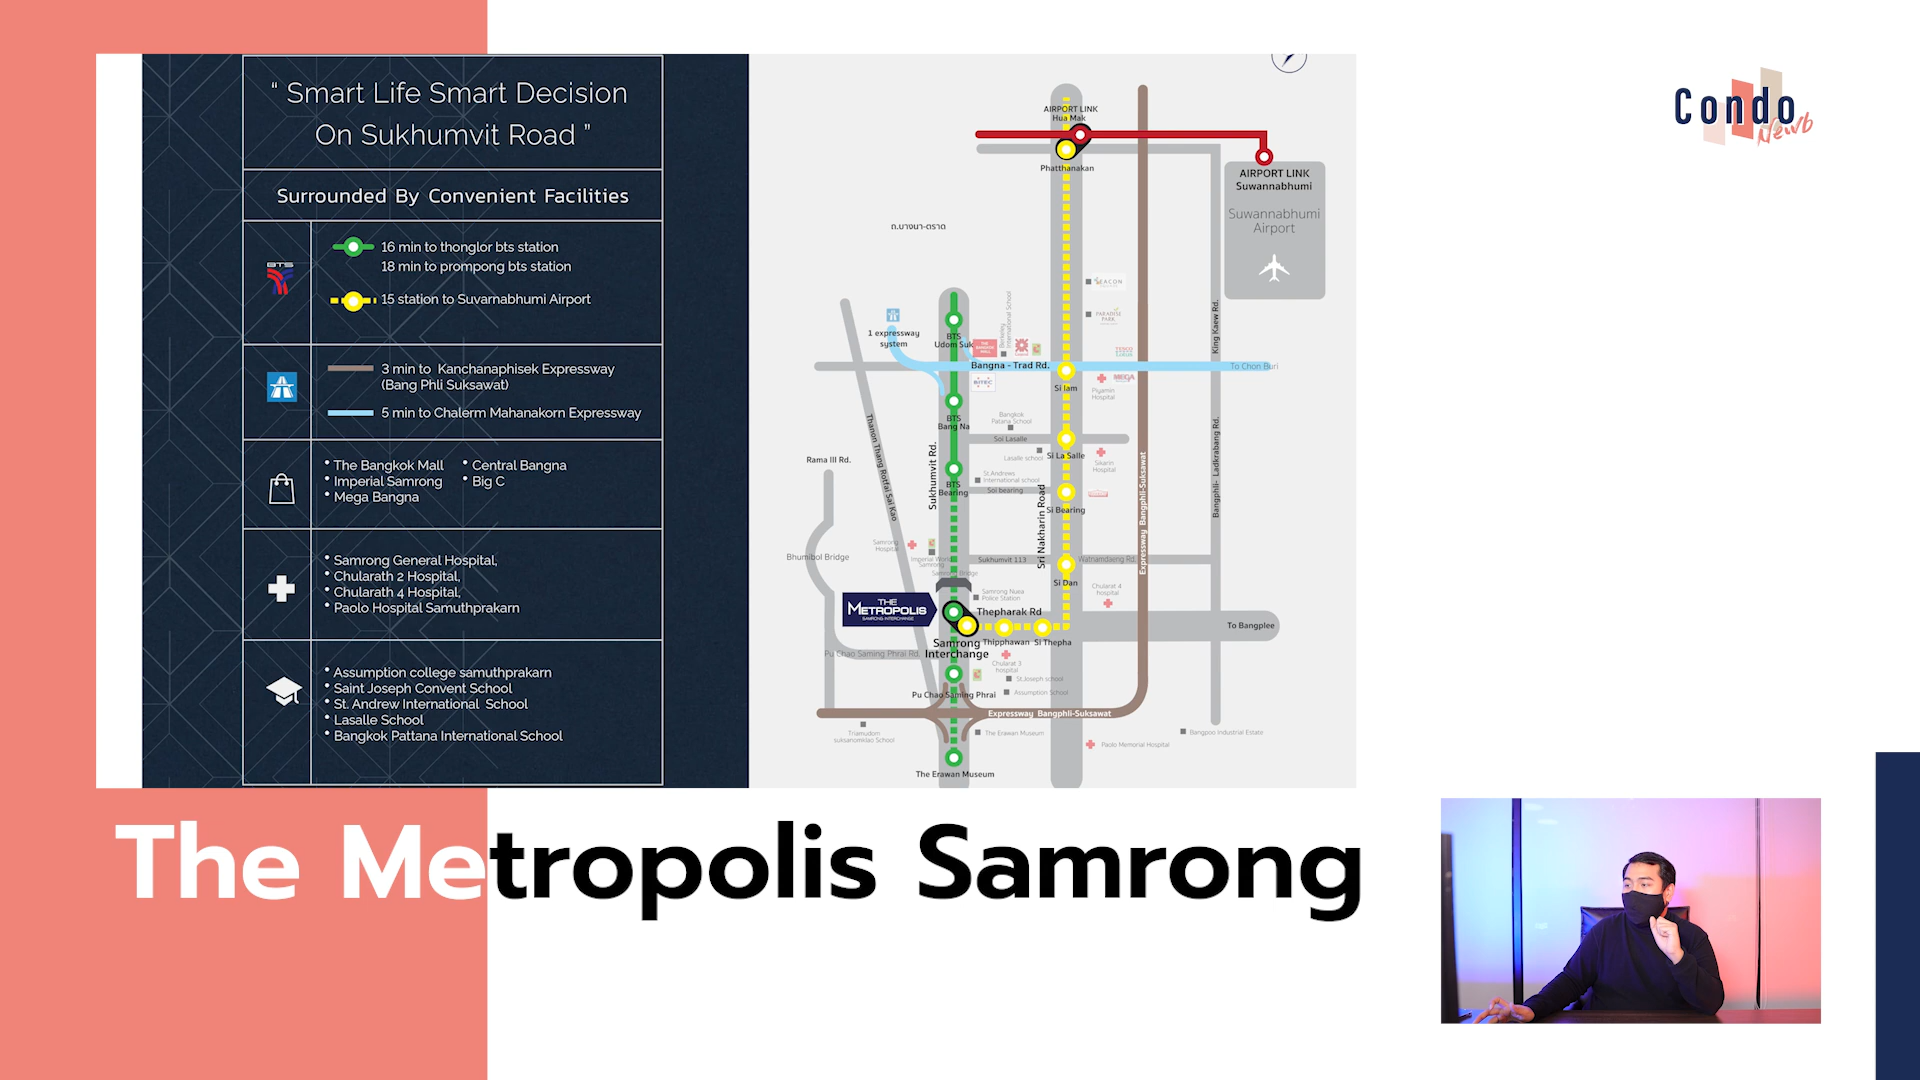 “ Smart Life Smart Decision
On Sukhumvit Road ”
Surrounded By Convenient Facilities
BTS
16 min to thonglor bts station
18 min to prompong bts station
15 station to Suvarnabhumi Airport
3 min to Kanchanaphisek Expressway
(Bang Phli Suksawat)
5 min to Chalerm Mahanakorn Expressway
• The Bangkok Mall
• Imperial Samrong
• Mega Bangna
• Central Bangna
• Big C
• Samrong General Hospital,
• Chularath 2 Hospital,
• Chularath 4 Hospital,
• Paolo Hospital Samuthprakarn
• Assumption college samuthprakarn
• Saint Joseph Convent School
• St. Andrew International School
• Lasalle School
• Bangkok Pattana International School
AIRPORT LINK
Hua Mak
Phatthanakan
AIRPORT LINK
Suwannabhumi
Suwannabhumi
Airport
ถ.บางนา-ตราด
SEACON
PARADISE
PARK
1 expressway
system
BTS
Udom Suk
Berkeley
International School
Bangna - Trad Rd.
BITEC
Si Iam
MEGA
Piyamin
Hospital
To Chon Buri
King Kaew Rd.
BTS
Bang Na
Bangkok
Patana School
Soi Lasalle
Lasalle school
Si La Salle
Sikarin
Hospital
Thanon Thang Rotfai Sai Kao
Rama III Rd.
Sukhumvit Rd.
BTS
Bearing
St.Andrews
International school
Soi bearing
Si Bearing
Sri Nakharin Road
Expressway Bangphli-Suksawat
Bangphli- Ladkrabang Rd.
Samrong
Hospital
Imperial World
Samrong
Bhumibol Bridge
Sukhumvit 113
Wathamdaeng Rd.
Samrong Bridge
Si Dan
Chularat 4
hospital
THE
METROPOLIS
SAMRONG INTERCHANGE
Samrong Nuea
Police Station
Thepharak Rd
To Bangplee
Samrong
Interchange
Thipphawan
Si Thepha
Pu Chao Saming Phrai Rd.
Chularat 3
hospital
St.Joseph school
Pu Chao Saming Phrai
Assumption School
Expressway Bangphli-Suksawat
Triamudom
suksanomklao School
The Erawan Museum
Bangpoo Industrial Estate
Paolo Memorial Hospital
The Erawan Museum
Condo
Newb
The Metropolis Samrong